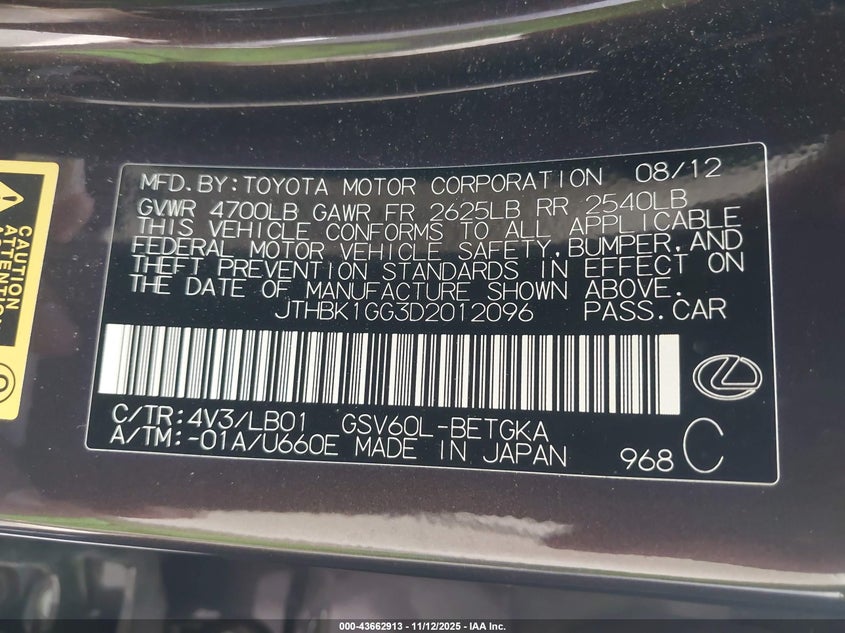 MFD. BY: TOYOTA MOTOR CORPORATION 08/12
GVWR 4700LB GAWR FR 2625LB RR 2540LB
THIS VEHICLE CONFORMS TO ALL APPLICABLE
FEDERAL MOTOR VEHICLE SAFETY, BUMPER, AND
THEFT PREVENTION STANDARDS IN EFFECT ON
THE DATE OF MANUFACTURE SHOWN ABOVE.
JTHBK1GG3D2012096 PASS. CAR
C/TR: 4V3/LB01 GSV60L-BETGKA
A/TM: -01A/U660E MADE IN JAPAN 968 C
CAUTION
ATTENTION
000-43662913 - 11/12/2025 - IAA Inc.